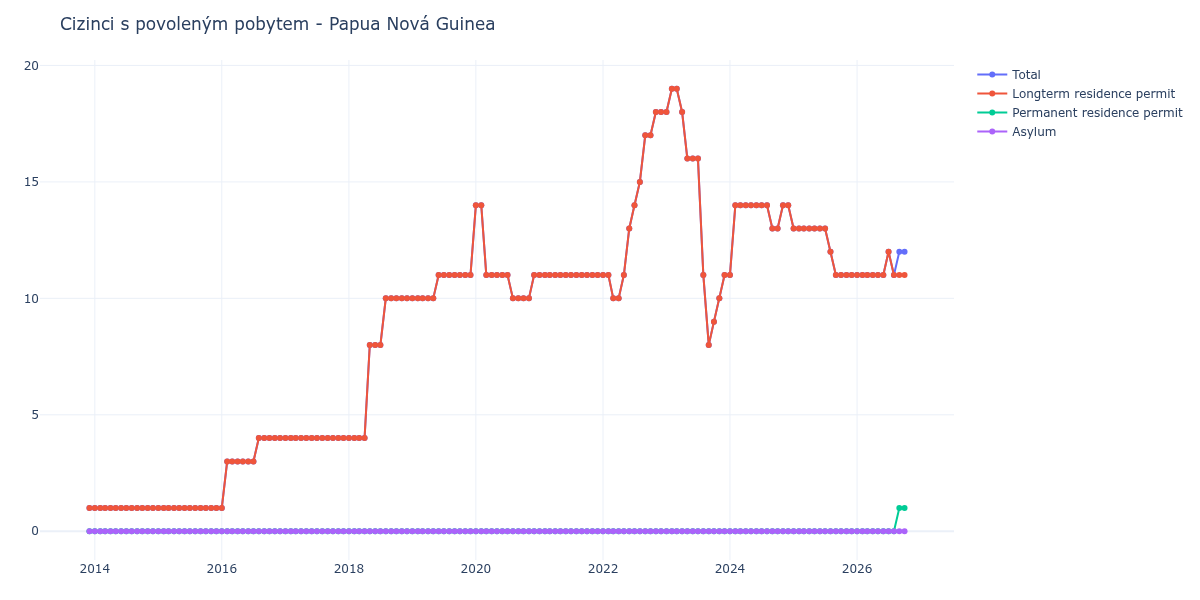 Cizinci s povoleným pobytem - Papua Nová Guinea
20
15
10
5
0
2014
2016
2018
2020
2022
2024
2026
Total
Longterm residence permit
Permanent residence permit
Asylum